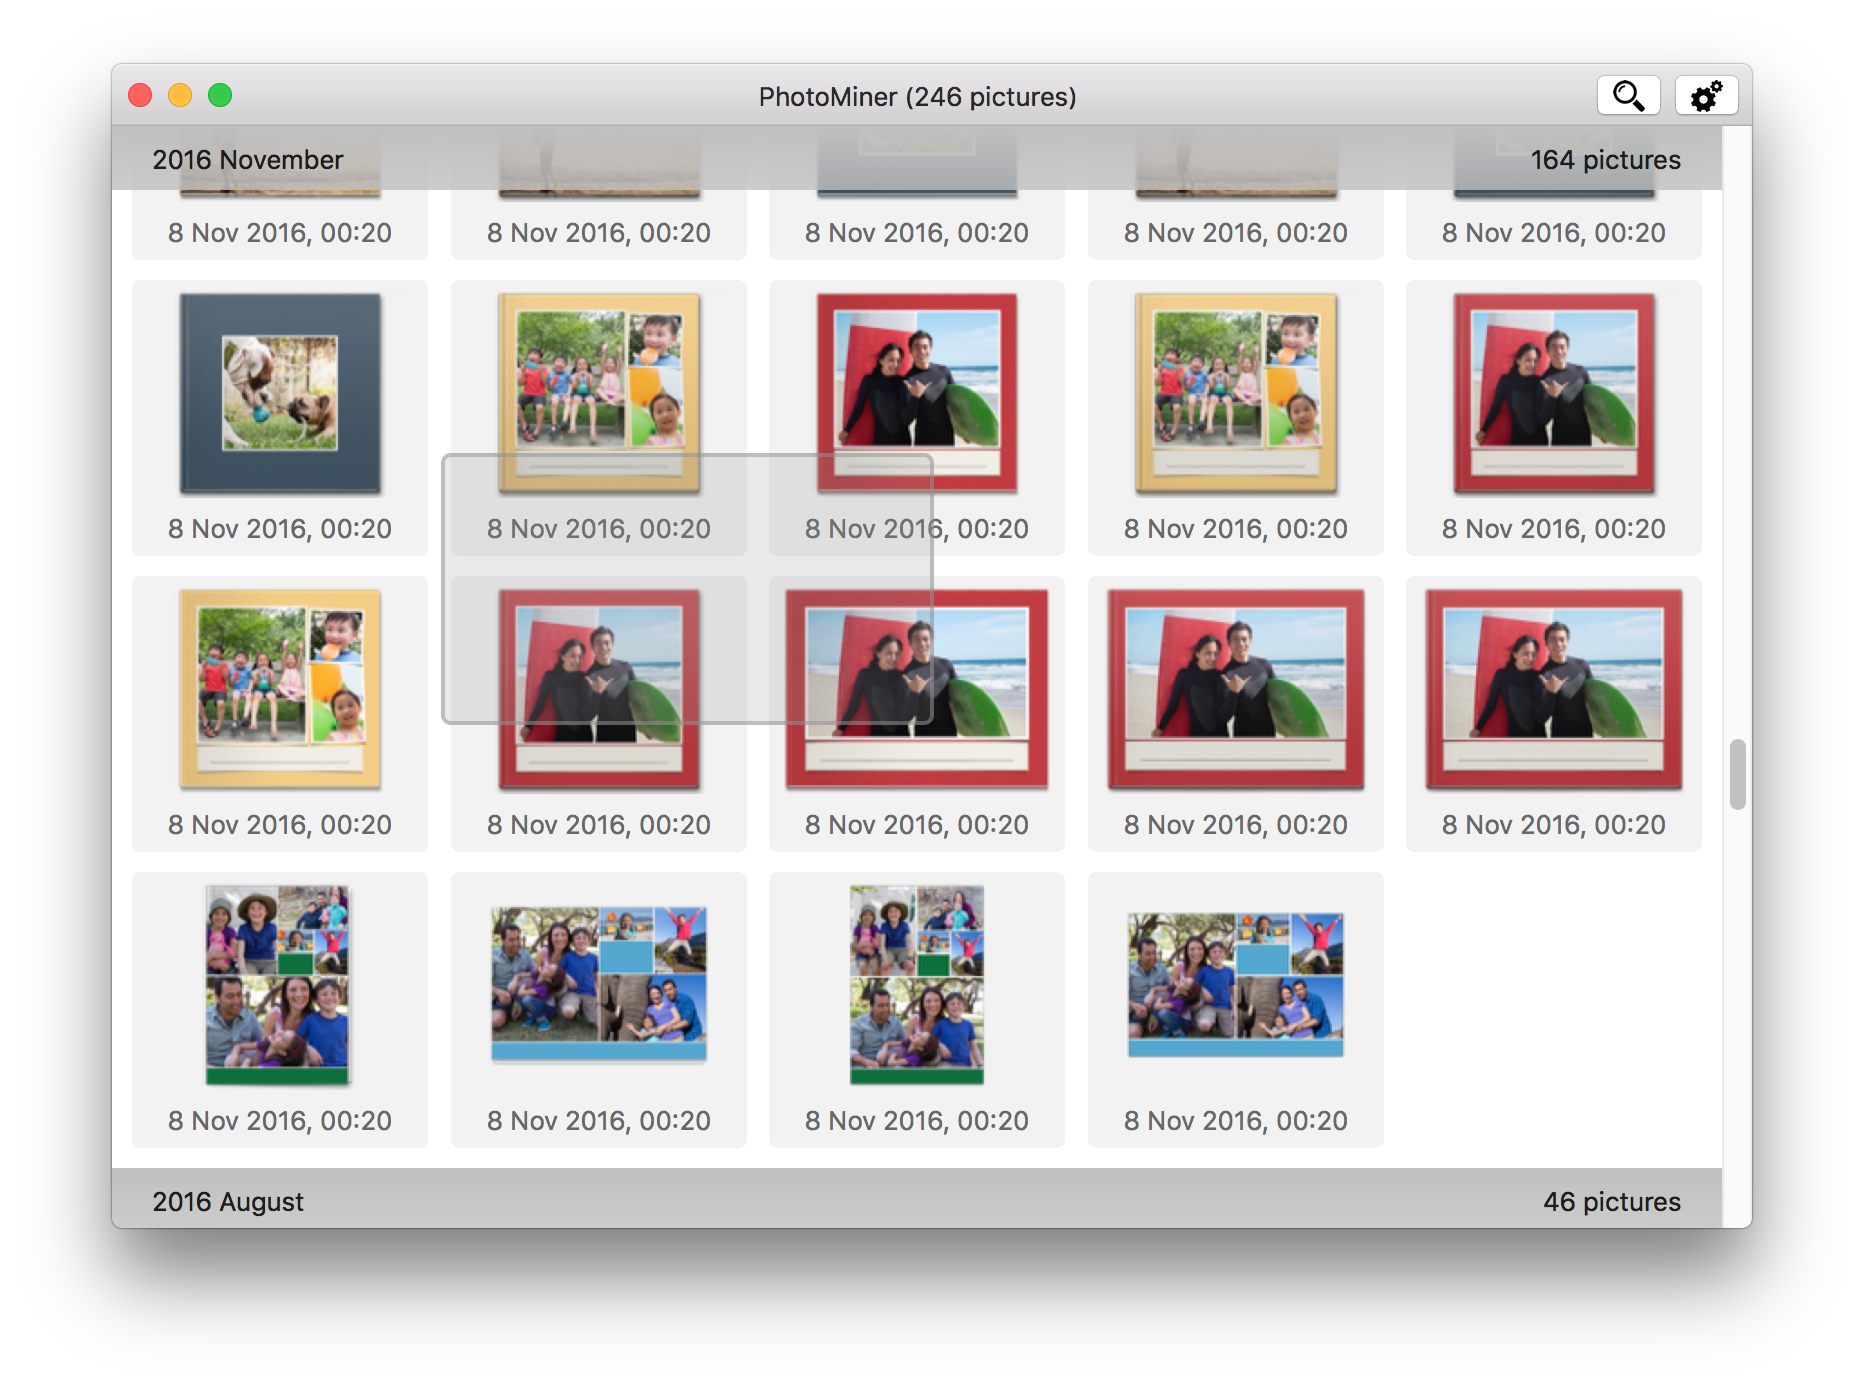 PhotoMiner (246 pictures)
2016 November 164 pictures
8 Nov 2016, 00:20 8 Nov 2016, 00:20 8 Nov 2016, 00:20 8 Nov 2016, 00:20 8 Nov 2016, 00:20
8 Nov 2016, 00:20 8 Nov 2016, 00:20 8 Nov 2016, 00:20 8 Nov 2016, 00:20 8 Nov 2016, 00:20
8 Nov 2016, 00:20 8 Nov 2016, 00:20 8 Nov 2016, 00:20 8 Nov 2016, 00:20 8 Nov 2016, 00:20
8 Nov 2016, 00:20 8 Nov 2016, 00:20 8 Nov 2016, 00:20 8 Nov 2016, 00:20
2016 August 46 pictures